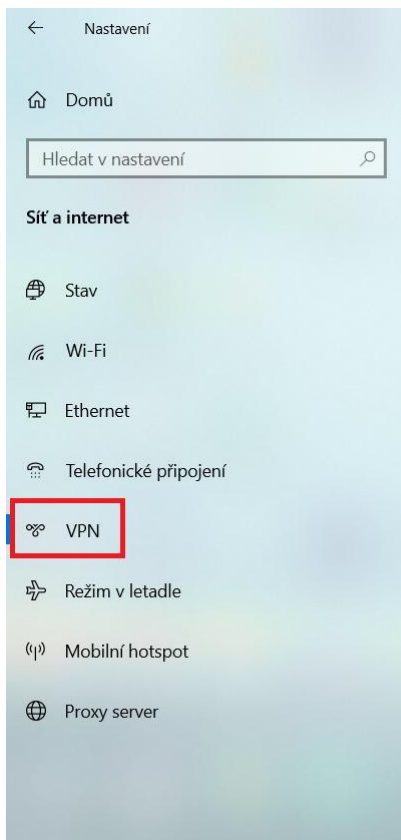 Nastavení
Domů
Hledat v nastavení
Síť a internet
Stav
Wi-Fi
Ethernet
Telefonické připojení
VPN
Režim v letadle
Mobilní hotspot
Proxy server